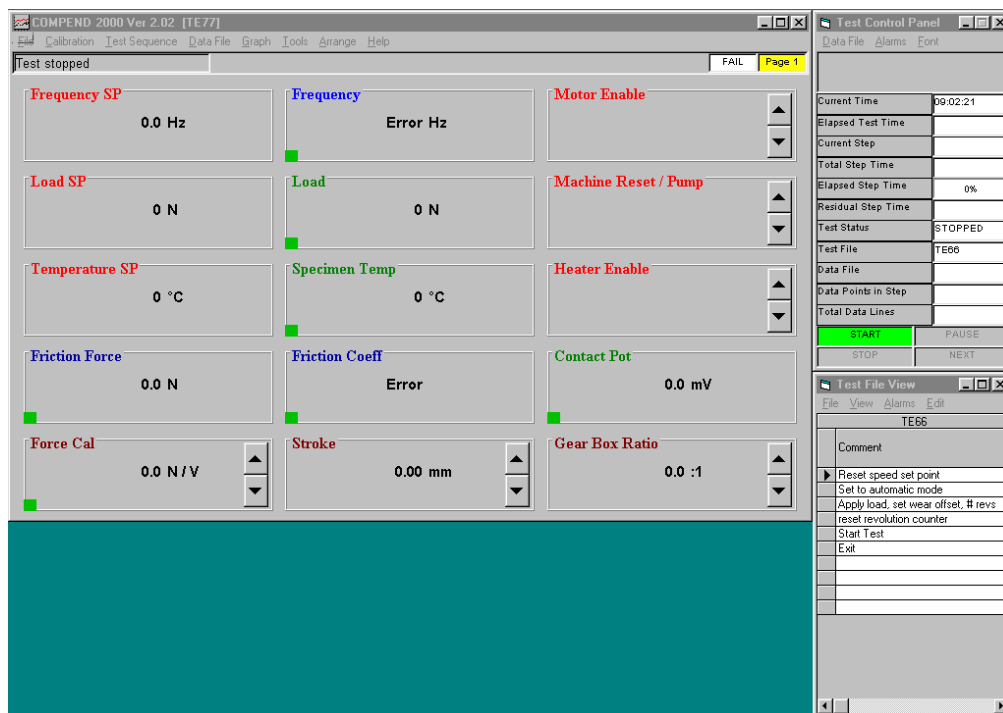 COMPEND 2000 Ver 2.02 [TE77]
File Calibration Test Sequence Data File Graph Tools Arrange Help
Test stopped FAIL Page 1
Frequency SP Frequency Motor Enable
0.0 Hz Error Hz
Load SP Load Machine Reset / Pump
0 N 0 N
Temperature SP Specimen Temp Heater Enable
0 °C 0 °C
Friction Force Friction Coeff Contact Pot
0.0 N Error 0.0 mV
Force Cal Stroke Gear Box Ratio
0.0 N / V 0.00 mm 0.0 :1
Test Control Panel
Data File Alarms Font
Current Time 09:02:21
Elapsed Test Time
Current Step
Total Step Time
Elapsed Step Time 0%
Residual Step Time
Test Status STOPPED
Test File TE66
Data File
Data Points in Step
Total Data Lines
START PAUSE
STOP NEXT
Test File View
File View Alarms Edit
TE66
Comment
Reset speed set point
Set to automatic mode
Apply load, set wear offset, # revs
reset revolution counter
Start Test
Exit